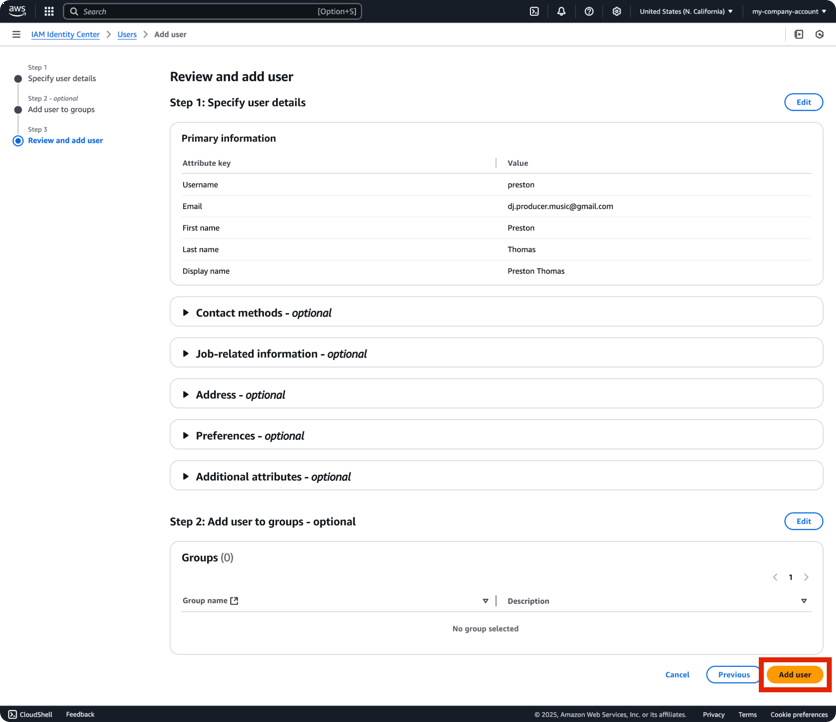 aws
Search
[Option+S]
United States (N. California)
my-company-account
IAM Identity Center
Users
Add user
Step 1
Specify user details
Step 2 - optional
Add user to groups
Step 3
Review and add user
Review and add user
Step 1: Specify user details
Edit
Primary information
Attribute key
Value
Username
preston
Email
dj.producer.music@gmail.com
First name
Preston
Last name
Thomas
Display name
Preston Thomas
Contact methods - optional
Job-related information - optional
Address - optional
Preferences - optional
Additional attributes - optional
Step 2: Add user to groups - optional
Edit
Groups (0)
1
Group name
Description
No group selected
Cancel
Previous
Add user
CloudShell
Feedback
© 2025, Amazon Web Services, Inc. or its affiliates.
Privacy
Terms
Cookie preferences